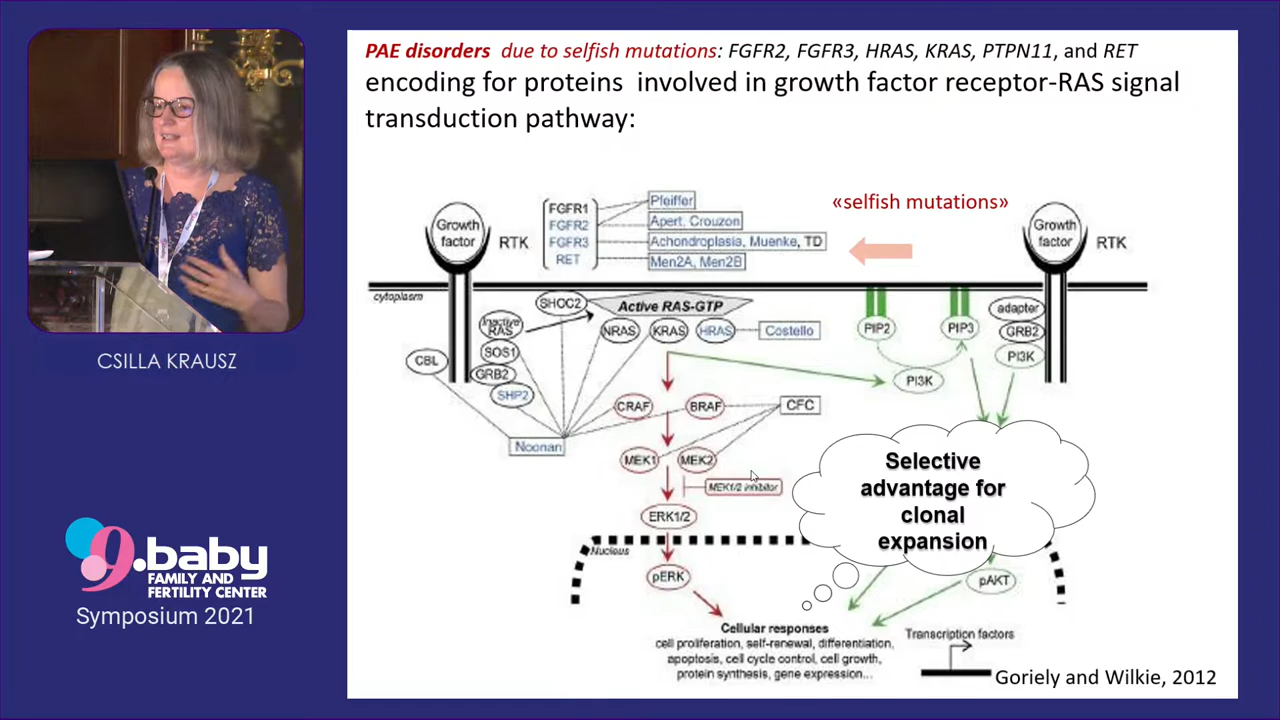 PAE disorders due to selfish mutations: FGFR2, FGFR3, HRAS, KRAS, PTPN11, and RET
encoding for proteins involved in growth factor receptor-RAS signal
transduction pathway:
«selfish mutations»
Growth
factor
RTK
FGFR1
FGFR2
FGFR3
RET
Pfeiffer
Apert, Crouzon
Achondroplasia, Muenke, TD
Men2A, Men2B
Growth
factor
RTK
cytoplasm
SHOC2
Active RAS-GTP
Inactive
RAS
NRAS
KRAS
HRAS
Costello
PIP2
PIP3
adapter
GRB2
PI3K
CBL
SOS1
GRB2
SHP2
PI3K
CRAF
BRAF
CFC
Noonan
MEK1
MEK2
MEK1/2 inhibitor
ERK1/2
Selective
advantage for
clonal
expansion
Nucleus
pERK
pAKT
Cellular responses
cell proliferation, self-renewal, differentiation,
apoptosis, cell cycle control, cell growth,
protein synthesis, gene expression...
Transcription factors
Goriely and Wilkie, 2012
CSILLA KRAUSZ
9.baby
FAMILY AND
FERTILITY CENTER
Symposium 2021